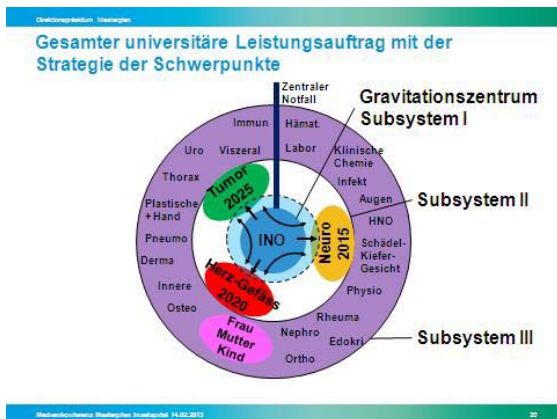 Direktionspräsidium Masterplan
Gesamter universitäre Leistungsauftrag mit der
Strategie der Schwerpunkte
Zentraler
Notfall
Gravitationszentrum
Subsystem I
Immun
Hämat.
Uro
Viszeral
Labor
Klinische
Chemie
Thorax
Tumor
2025
Infekt
Augen
Subsystem II
Plastische
+ Hand
HNO
Pneumo
INO
Neuro
2015
Schädel-
Kiefer-
Gesicht
Derma
Herz-Gefäss
2020
Innere
Physio
Osteo
Rheuma
Frau
Mutter
Kind
Nephro
Edokri
Subsystem III
Ortho
Medienkonferenz Masterplan Inselspital 14.02.2013
20